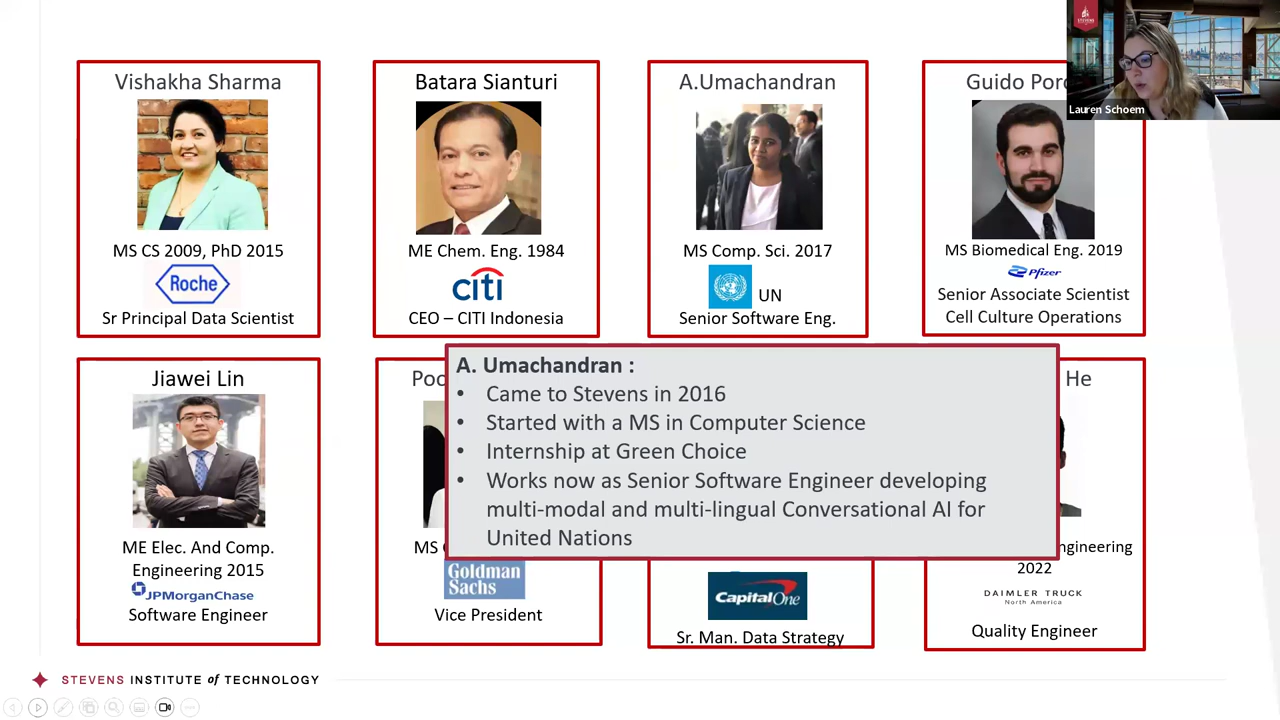 Vishakha Sharma
MS CS 2009, PhD 2015
Roche
Sr Principal Data Scientist
Batara Sianturi
ME Chem. Eng. 1984
citi
CEO – CITI Indonesia
A.Umachandran
MS Comp. Sci. 2017
UN
Senior Software Eng.
Guido
MS Biomedical Eng. 2019
Pfizer
Senior Associate Scientist
Cell Culture Operations
STEVENS
Lauren Schoem
Jiawei Lin
ME Elec. And Comp.
Engineering 2015
JPMorganChase
Software Engineer
A. Umachandran :
• Came to Stevens in 2016
• Started with a MS in Computer Science
• Internship at Green Choice
• Works now as Senior Software Engineer developing
multi-modal and multi-lingual Conversational AI for
United Nations
MS
Goldman
Sachs
Vice President
Capital One
Sr. Man. Data Strategy
He
ngineering
2022
DAIMLER TRUCK
North America
Quality Engineer
STEVENS INSTITUTE of TECHNOLOGY